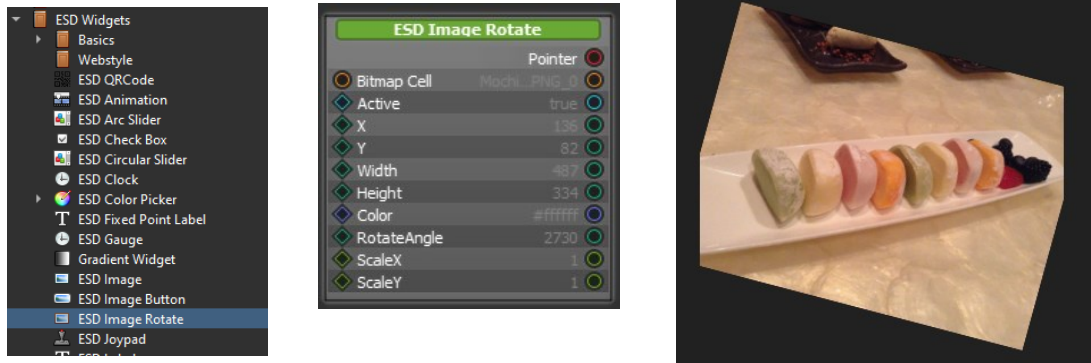 ESD Widgets
Basics
Webstyle
ESD QRCode
ESD Animation
ESD Arc Slider
ESD Check Box
ESD Circular Slider
ESD Clock
ESD Color Picker
ESD Fixed Point Label
ESD Gauge
Gradient Widget
ESD Image
ESD Image Button
ESD Image Rotate
ESD Joypad
ESD Image Rotate
Pointer
Bitmap Cell Mochi...PNG_0
Active true
X 136
Y 82
Width 487
Height 334
Color #ffffff
RotateAngle 2730
ScaleX 1
ScaleY 1